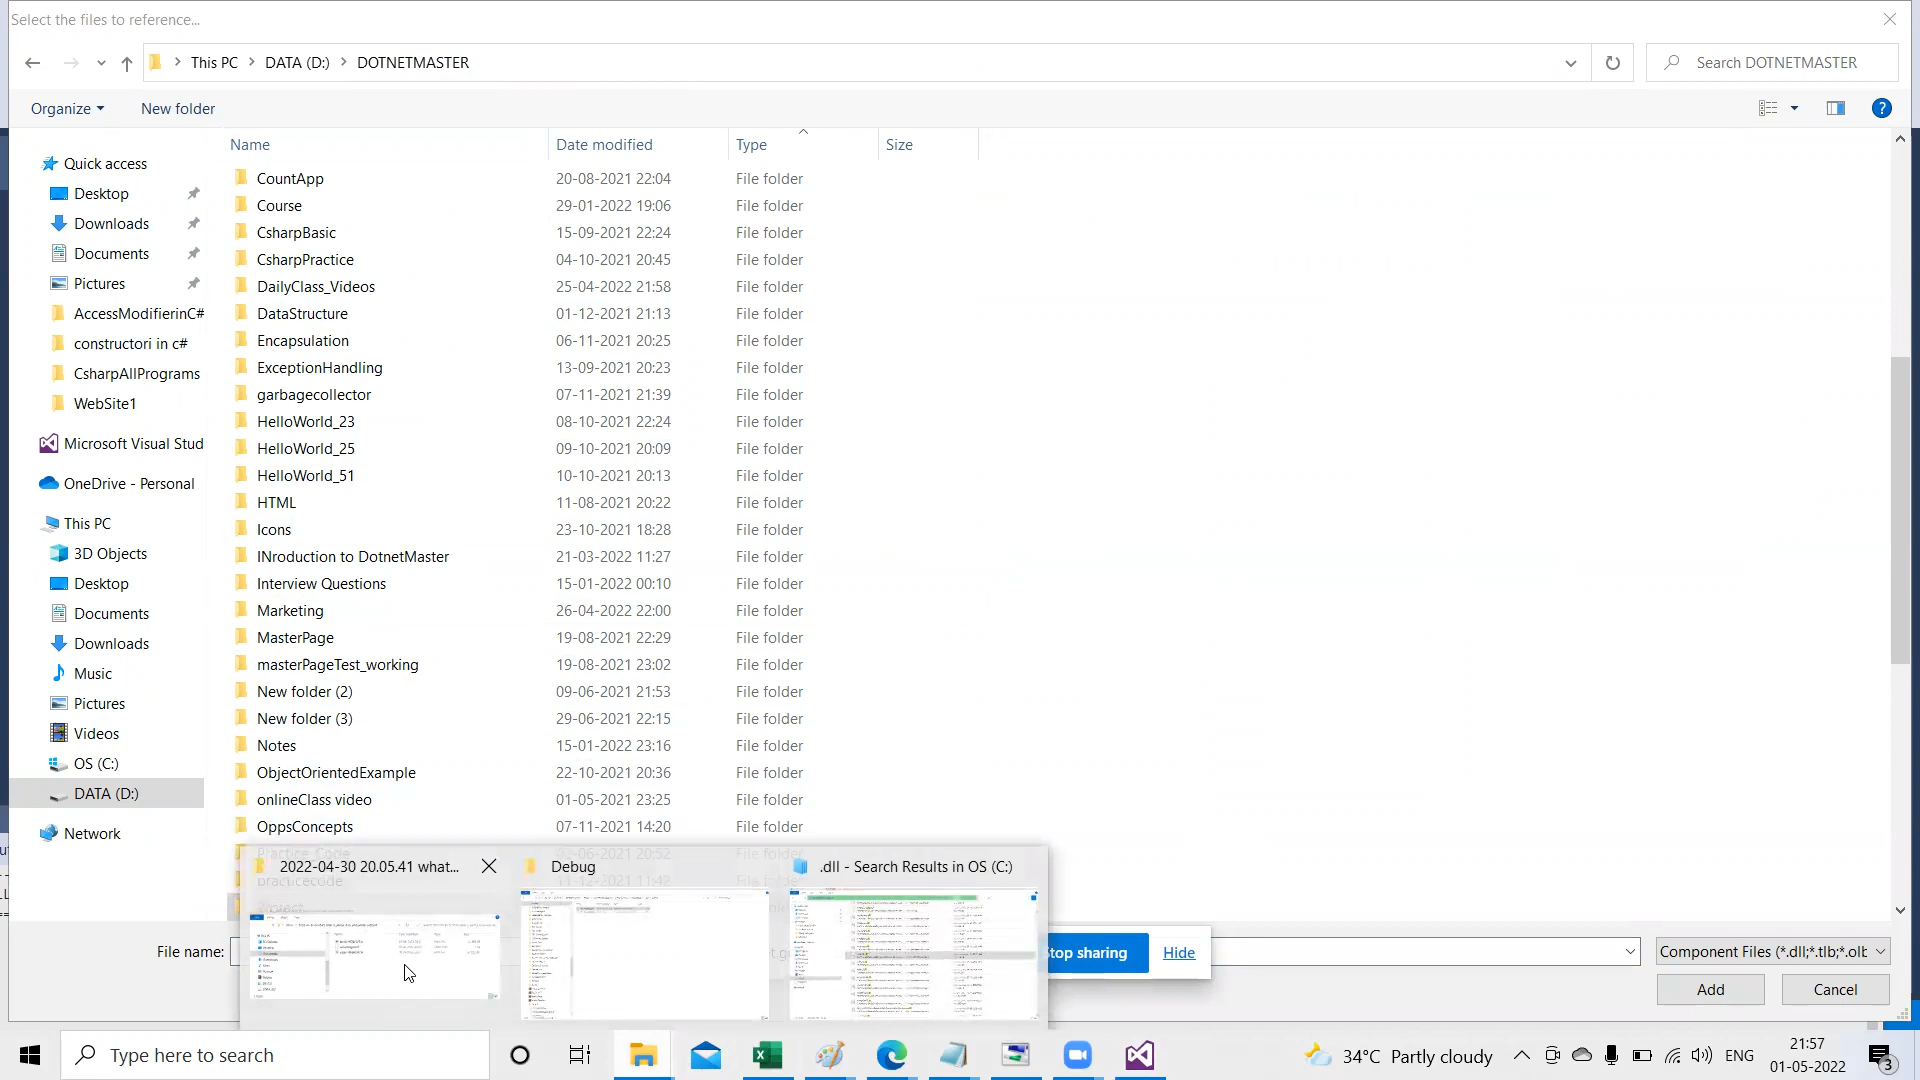 Select the files to reference...
This PC DATA (D:) DOTNETMASTER
Search DOTNETMASTER
Organize New folder
Name Date modified Type Size
Quick access
Desktop
Downloads
Documents
Pictures
AccessModifierinC#
constructori in c#
CsharpAllPrograms
WebSite1
Microsoft Visual Stud
OneDrive - Personal
This PC
3D Objects
Desktop
Documents
Downloads
Music
Pictures
Videos
OS (C:)
DATA (D:)
Network
CountApp 20-08-2021 22:04 File folder
Course 29-01-2022 19:06 File folder
CsharpBasic 15-09-2021 22:24 File folder
CsharpPractice 04-10-2021 20:45 File folder
DailyClass_Videos 25-04-2022 21:58 File folder
DataStructure 01-12-2021 21:13 File folder
Encapsulation 06-11-2021 20:25 File folder
ExceptionHandling 13-09-2021 20:23 File folder
garbagecollector 07-11-2021 21:39 File folder
HelloWorld_23 08-10-2021 22:24 File folder
HelloWorld_25 09-10-2021 20:09 File folder
HelloWorld_51 10-10-2021 20:13 File folder
HTML 11-08-2021 20:22 File folder
Icons 23-10-2021 18:28 File folder
INroduction to DotnetMaster 21-03-2022 11:27 File folder
Interview Questions 15-01-2022 00:10 File folder
Marketing 26-04-2022 22:00 File folder
MasterPage 19-08-2021 22:29 File folder
masterPageTest_working 19-08-2021 23:02 File folder
New folder (2) 09-06-2021 21:53 File folder
New folder (3) 29-06-2021 22:15 File folder
Notes 15-01-2022 23:16 File folder
ObjectOrientedExample 22-10-2021 20:36 File folder
onlineClass video 01-05-2022 23:25 File folder
OppsConcepts 07-11-2021 14:20 File folder
2022-04-30 20.05.41 what... Debug .dll - Search Results in OS (C:)
practicecode
File name:
Stop sharing Hide
Component Files (*.dll;*.tlb;*.olb
Add Cancel
Type here to search
34°C Partly cloudy
ENG
21:57
01-05-2022
3